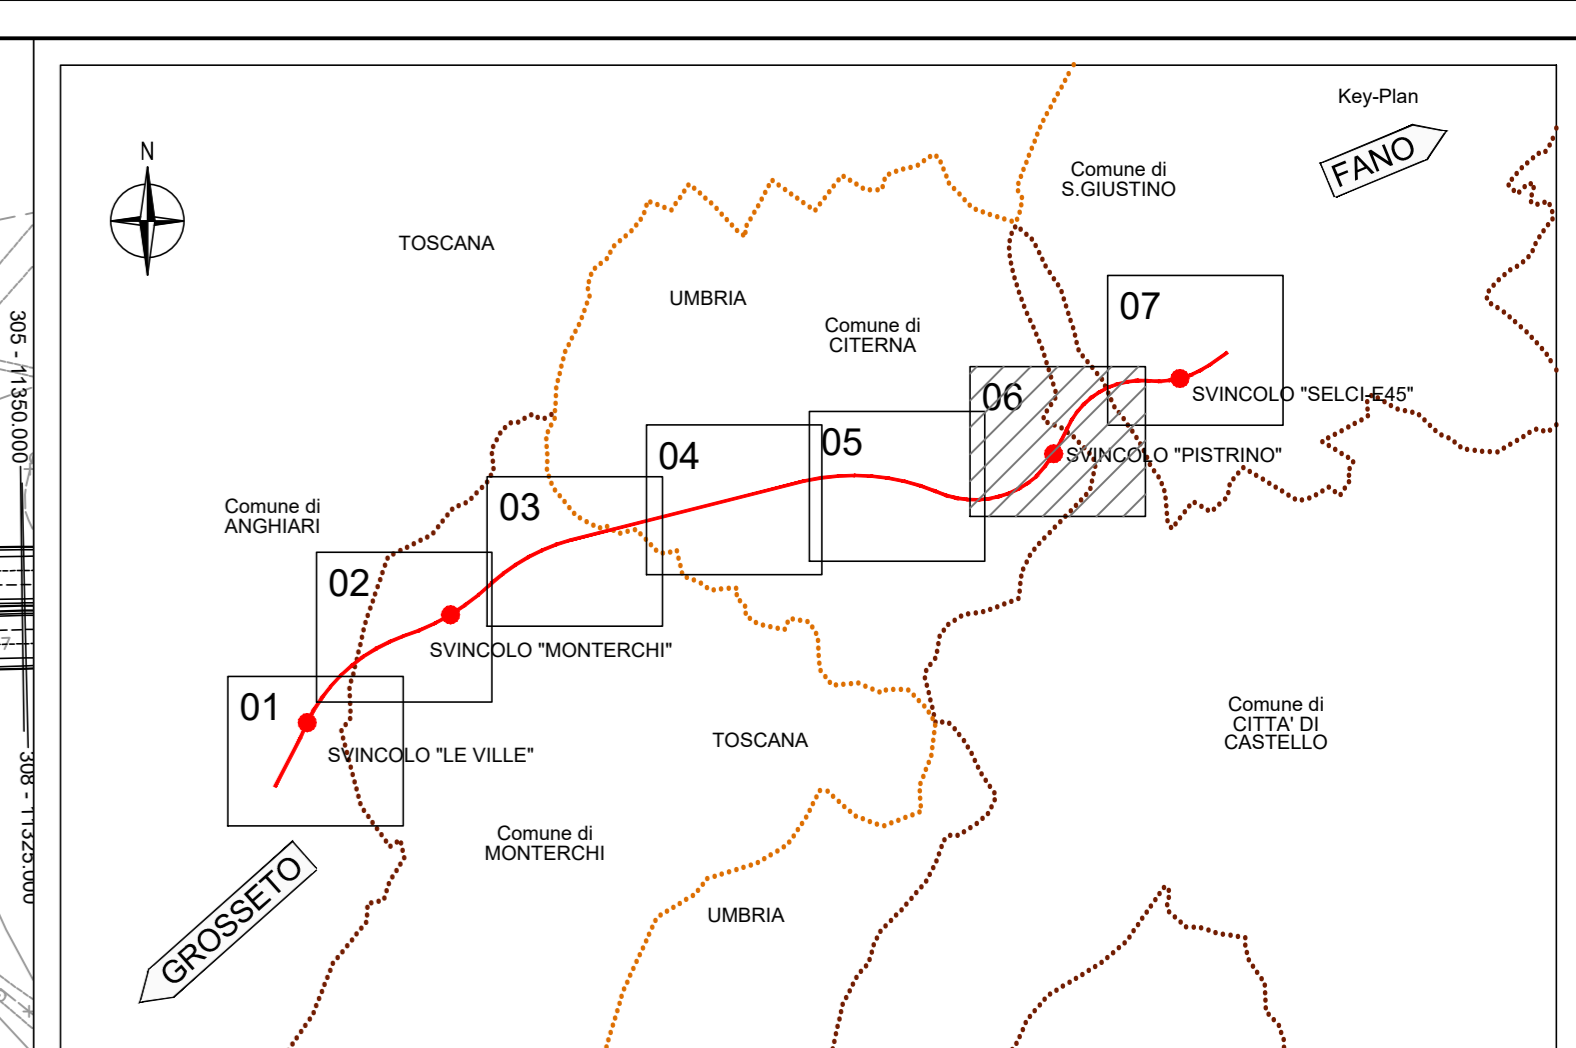 Key-Plan
FANO
N
Comune di
S.GIUSTINO
TOSCANA
UMBRIA
Comune di
CITERNA
07
SVINCOLO "SELCI-E45"
06
SVINCOLO "PISTRINO"
05
04
03
Comune di
ANGHIARI
02
SVINCOLO "MONTERCHI"
01
SVINCOLO "LE VILLE"
TOSCANA
Comune di
CITTA' DI
CASTELLO
Comune di
MONTERCHI
UMBRIA
GROSSETO
305 - 11350.000
308 - 11325.000
7